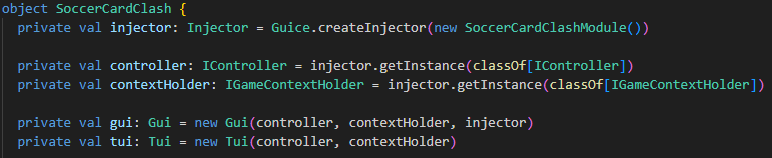 object SoccerCardClash {
  private val injector: Injector = Guice.createInjector(new SoccerCardClashModule())
  private val controller: IController = injector.getInstance(classOf[IController])
  private val contextHolder: IGameContextHolder = injector.getInstance(classOf[IGameContextHolder])
  private val gui: Gui = new Gui(controller, contextHolder, injector)
  private val tui: Tui = new Tui(controller, contextHolder)